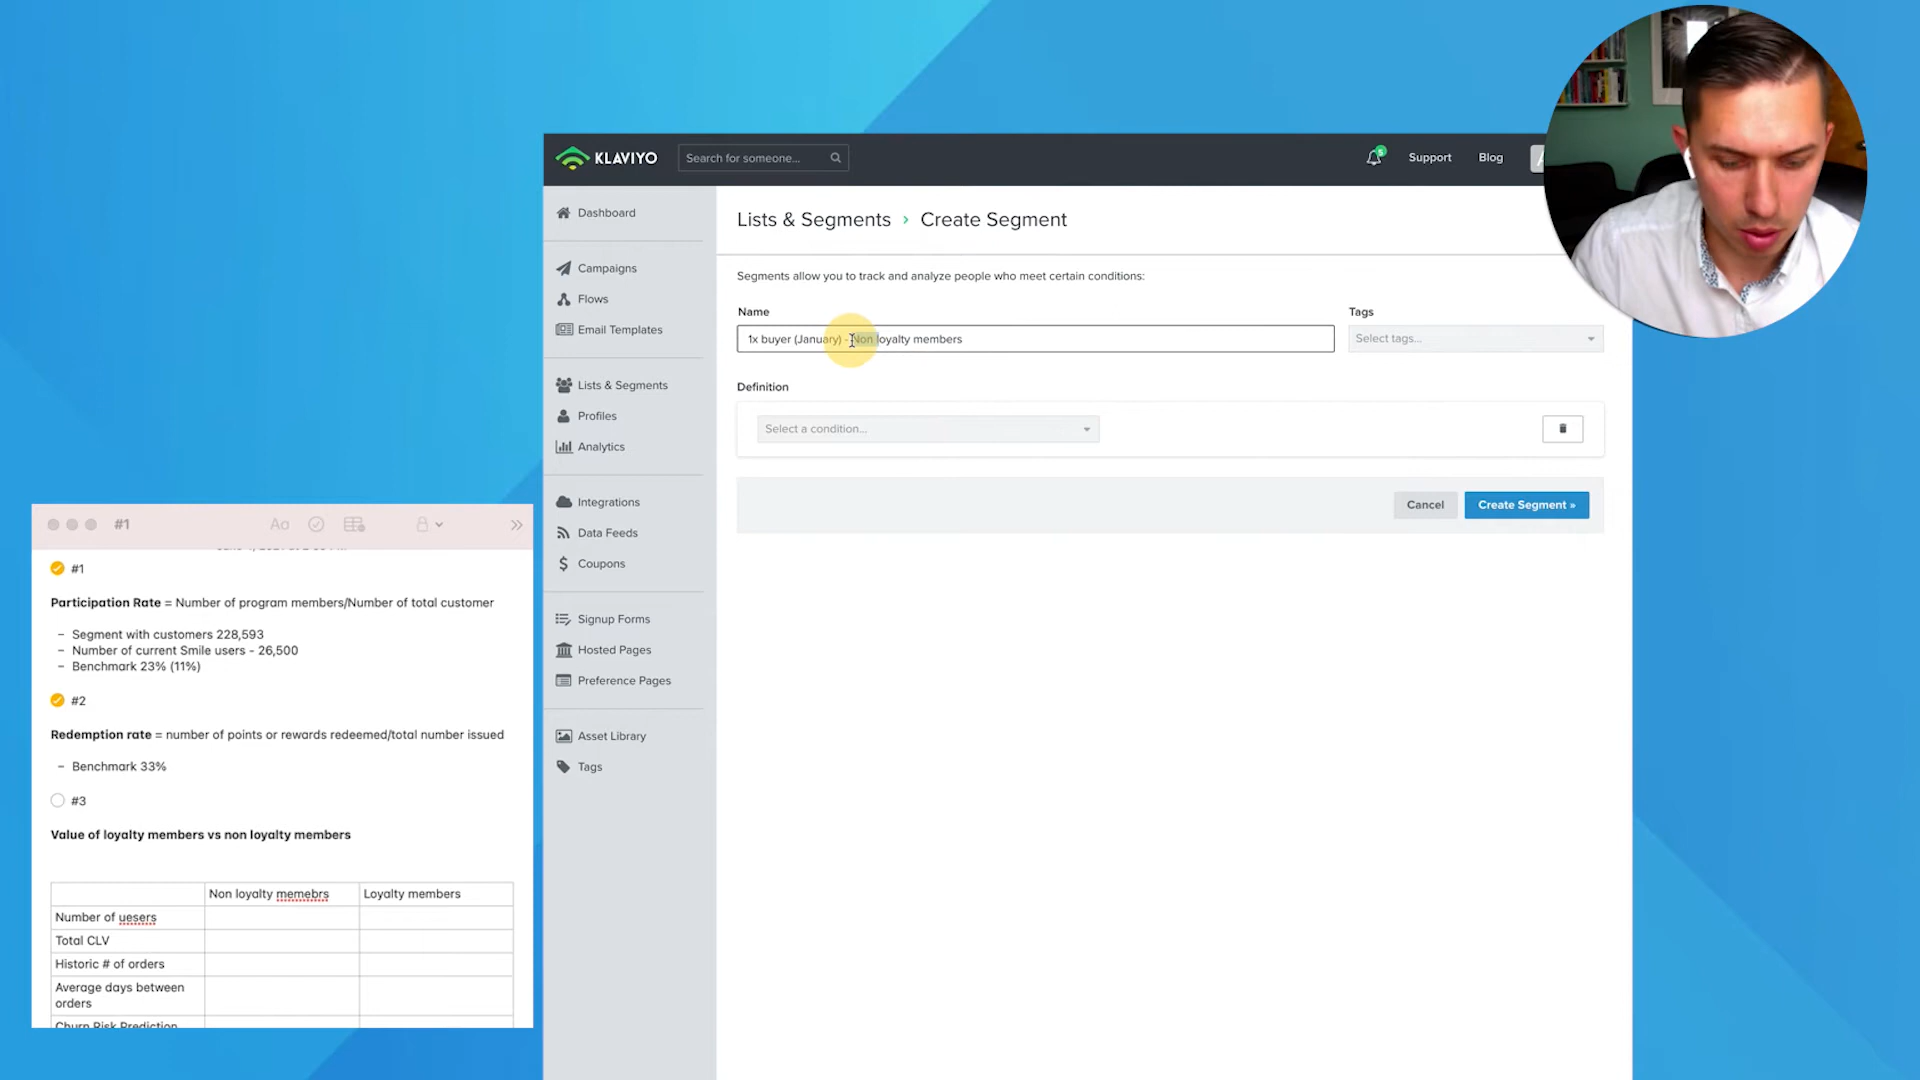 KLAVIYO
Search for someone...
5
Support
Blog
Dashboard
Campaigns
Flows
Email Templates
Lists & Segments
Profiles
Analytics
Integrations
Data Feeds
Coupons
Signup Forms
Hosted Pages
Preference Pages
Asset Library
Tags
Lists & Segments › Create Segment
Segments allow you to track and analyze people who meet certain conditions:
Name
1x buyer (January) - Non loyalty members
Tags
Select tags...
Definition
Select a condition...
Cancel
Create Segment »
#1
Aa
#1
Participation Rate = Number of program members/Number of total customer
– Segment with customers 228,593
– Number of current Smile users - 26,500
– Benchmark 23% (11%)
#2
Redemption rate = number of points or rewards redeemed/total number issued
– Benchmark 33%
#3
Value of loyalty members vs non loyalty members
Non loyalty memebrs
Loyalty members
Number of uesers
Total CLV
Historic # of orders
Average days between
orders
Churn Risk Prediction